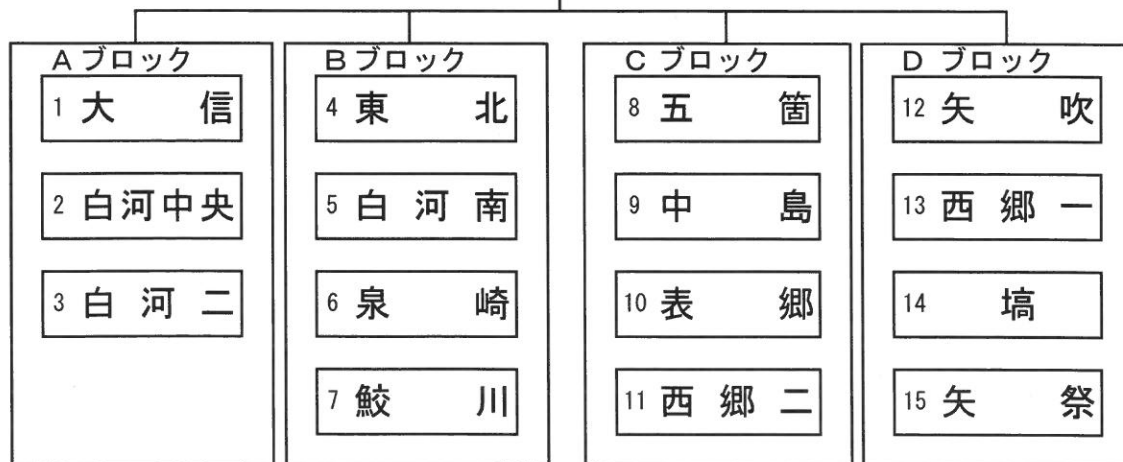 Aブロック
1 大信
2 白河中央
3 白河二
Bブロック
4 東北
5 白河南
6 泉崎
7 鮫川
Cブロック
8 五箇
9 中島
10 表郷
11 西郷二
Dブロック
12 矢吹
13 西郷一
14 塙
15 矢祭